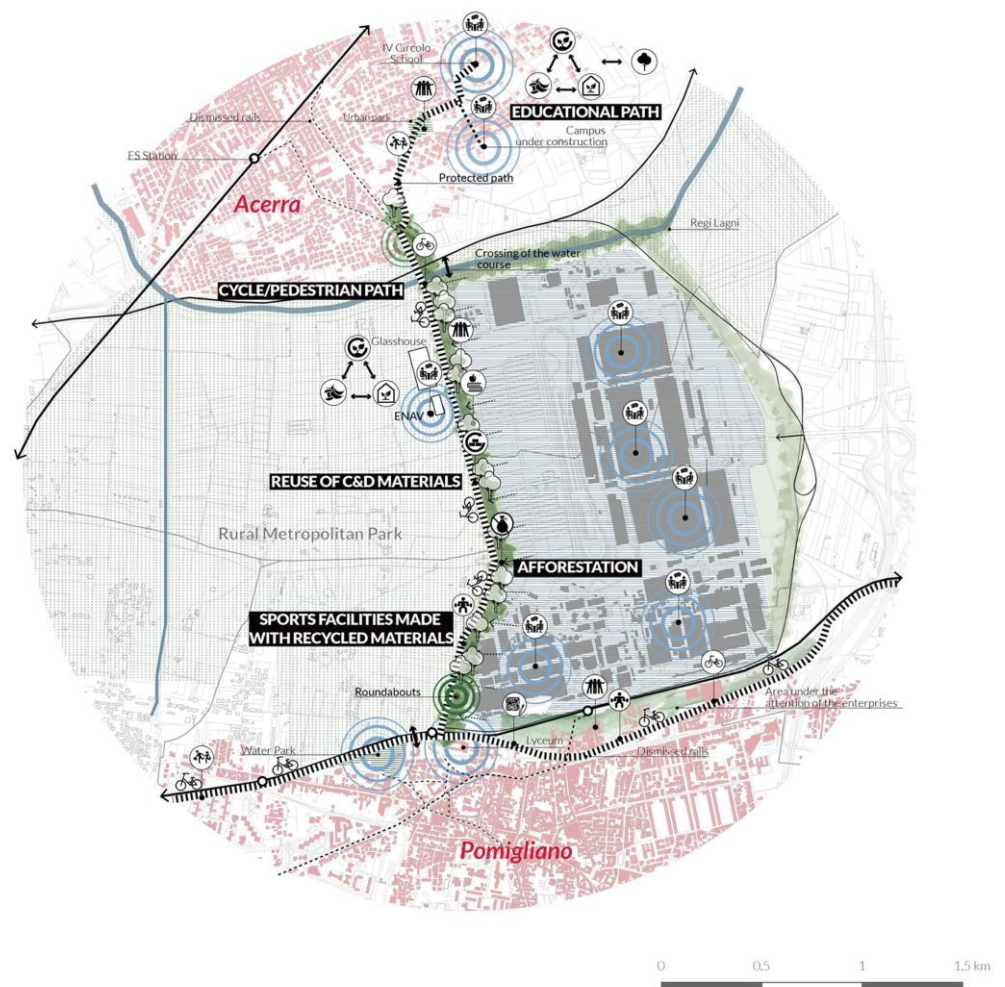 IV Circolo
School
EDUCATIONAL PATH
Dismissed rails
Urban park
Campus
under construction
FS Station
Protected path
Acerra
Regi Lagni
Crossing of the water
course
CYCLE/PEDESTRIAN PATH
Glasshouse
ENAV
REUSE OF C&D MATERIALS
Rural Metropolitan Park
AFFORESTATION
SPORTS FACILITIES MADE
WITH RECYCLED MATERIALS
Roundabouts
Area under the
attention of the enterprises
Water Park
Lyceum
Dismissed rails
Pomigliano
0 0.5 1 1.5 km